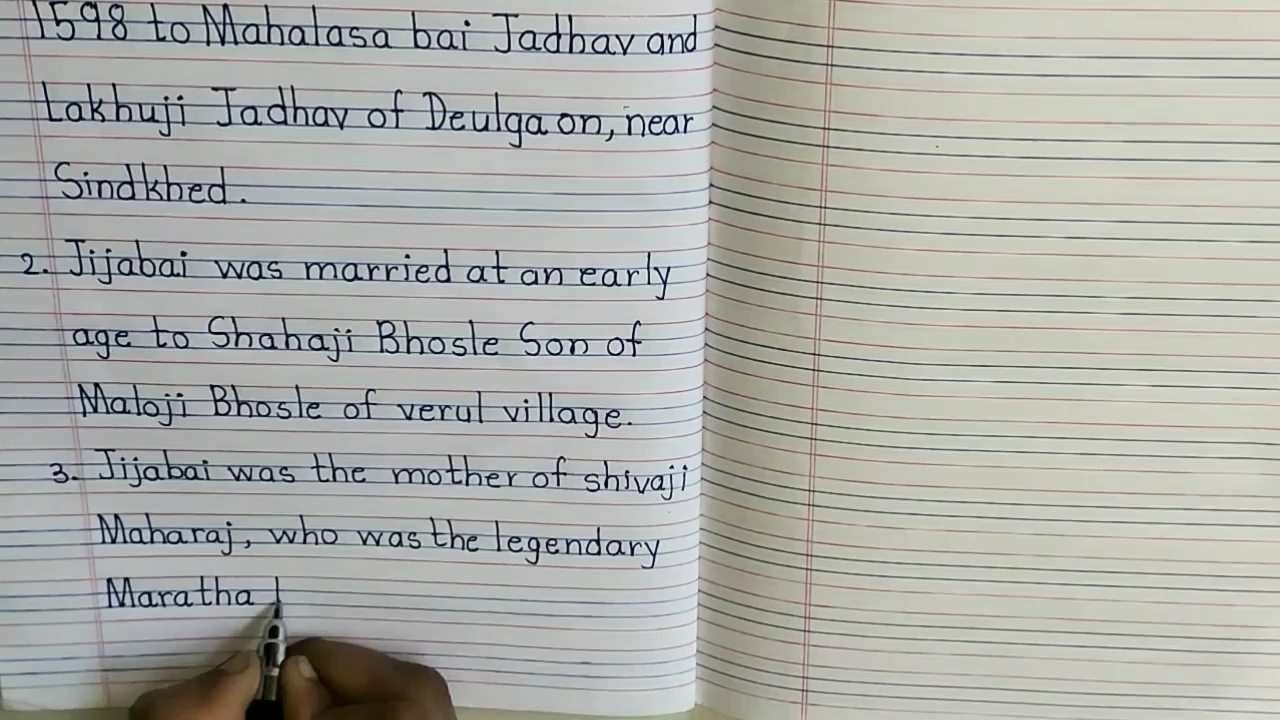 1598 to Mahalasa bai Jadhav and
Lakhuji Jadhav of Deulgaon, near
Sindkhed.
2. Jijabai was married at an early
age to Shahaji Bhosle Son of
Maloji Bhosle of verul village.
3. Jijabai was the mother of shivaji
Maharaj, who was the legendary
Maratha